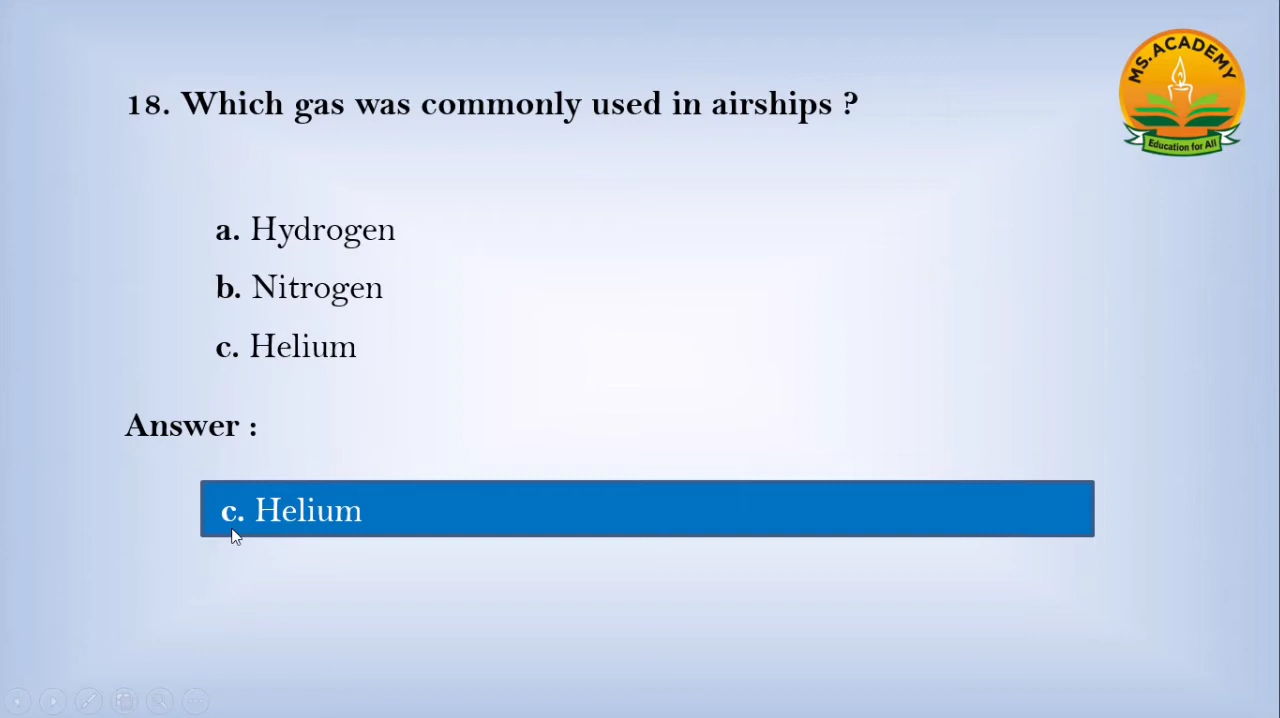 MS.ACADEMY
Education for All
18. Which gas was commonly used in airships ?
a. Hydrogen
b. Nitrogen
c. Helium
Answer :
c. Helium